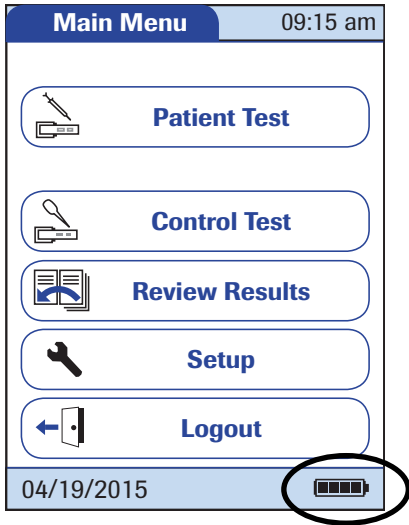 Main Menu
09:15 am
Patient Test
Control Test
Review Results
Setup
Logout
04/19/2015